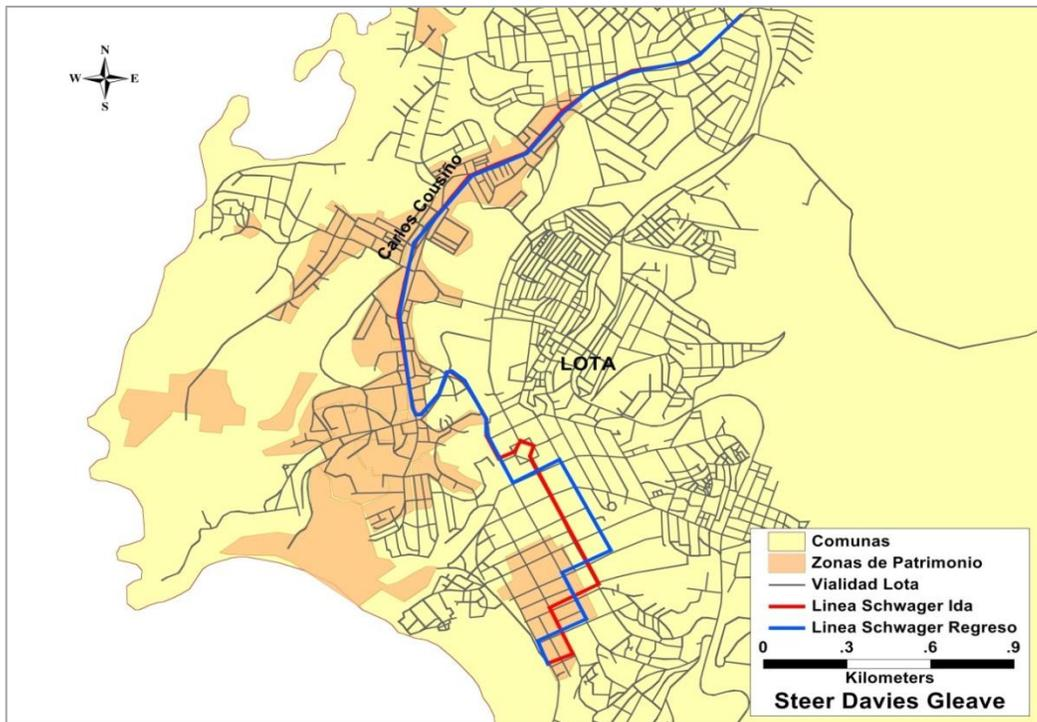 N
W E
S
Carlos Cousiño
LOTA
Comunas
Zonas de Patrimonio
Vialidad Lota
Linea Schwager Ida
Linea Schwager Regreso
0 .3 .6 .9
Kilometers
Steer Davies Gleave